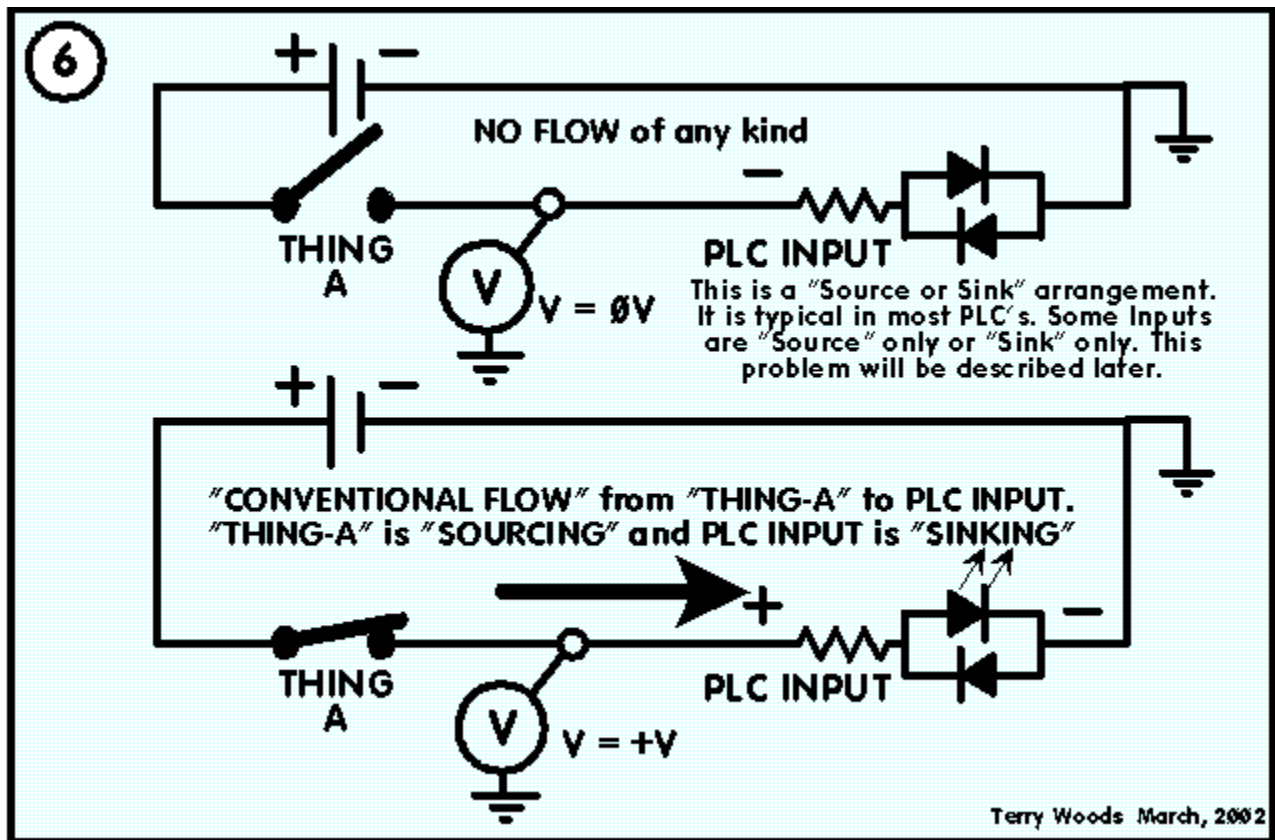 6
+ −
NO FLOW of any kind
−
THING
A
V
V = ØV
PLC INPUT
This is a "Source or Sink" arrangement.
It is typical in most PLC's. Some Inputs
are "Source" only or "Sink" only. This
problem will be described later.
+ −
"CONVENTIONAL FLOW" from "THING-A" to PLC INPUT.
"THING-A" is "SOURCING" and PLC INPUT is "SINKING"
+ −
THING
A
V
V = +V
PLC INPUT
Terry Woods March, 2002